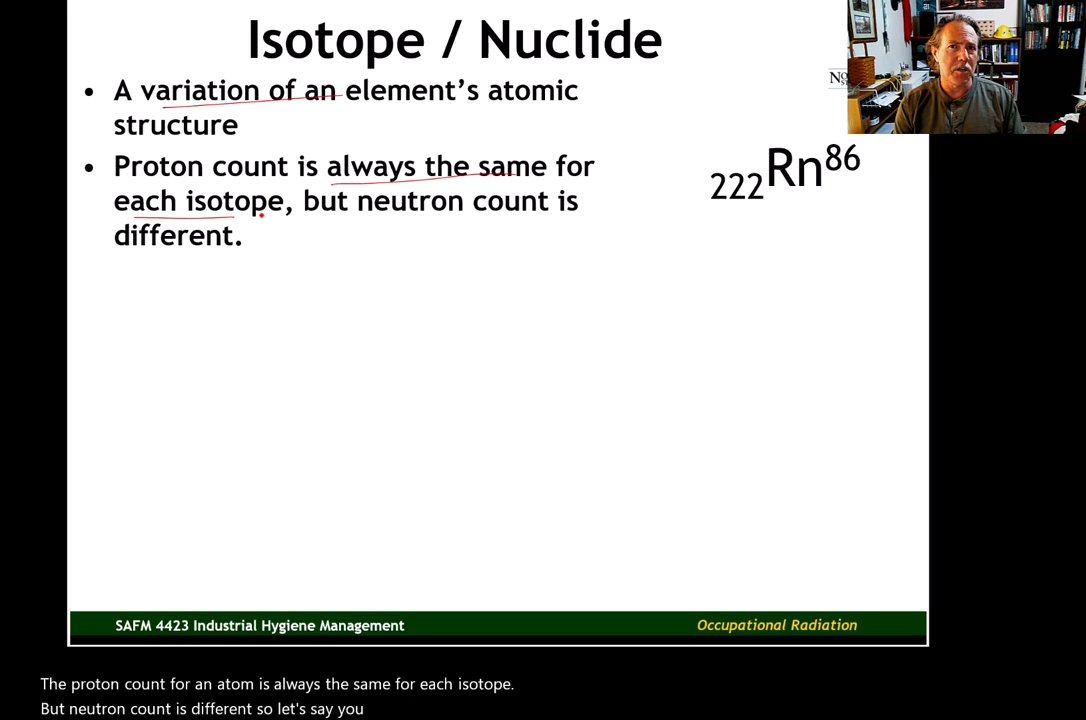 Isotope / Nuclide
• A variation of an element’s atomic
structure
• Proton count is always the same for
each isotope, but neutron count is
different.
222Rn86
SAFM 4423 Industrial Hygiene Management
Occupational Radiation
The proton count for an atom is always the same for each isotope.
But neutron count is different so let's say you